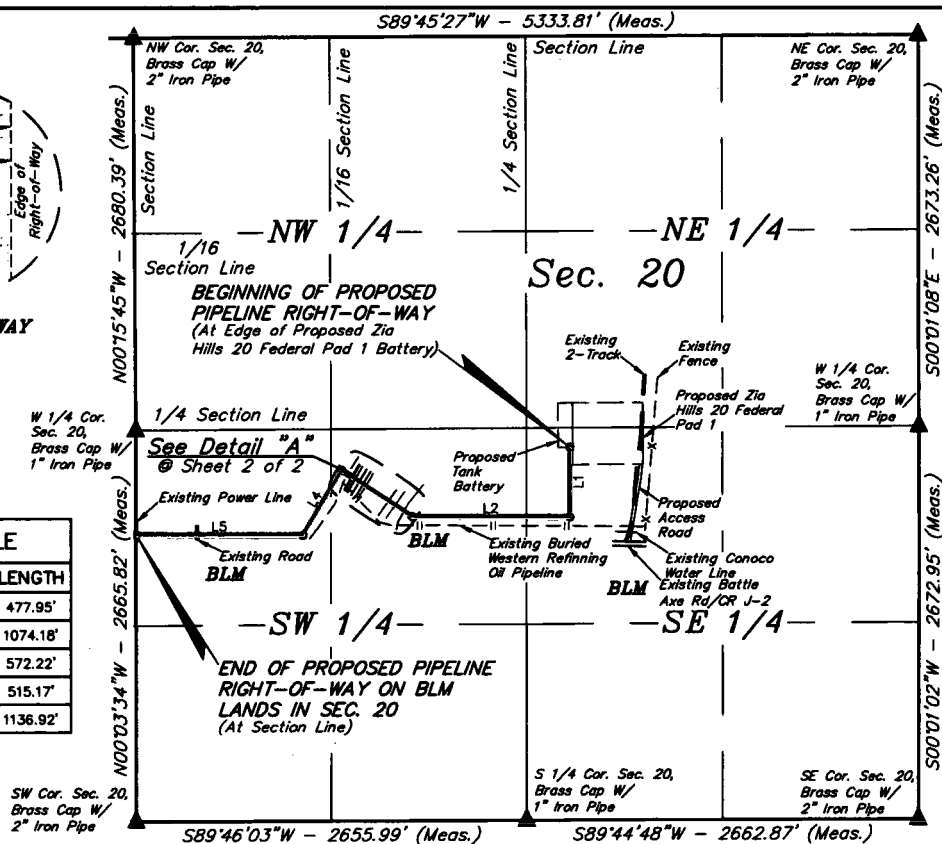 S89°45'27"W - 5333.81' (Meas.)
NW Cor. Sec. 20,
Brass Cap W/
2" Iron Pipe
Section Line
NE Cor. Sec. 20,
Brass Cap W/
2" Iron Pipe
Section Line
1/16 Section Line
1/4 Section Line
Edge of
Right-of-Way
WAY
N00°15'45"W - 2680.39' (Meas.)
S00°01'08"E - 2673.26' (Meas.)
NW 1/4
NE 1/4
1/16
Section Line
Sec. 20
BEGINNING OF PROPOSED
PIPELINE RIGHT-OF-WAY
(At Edge of Proposed Zia
Hills 20 Federal Pad 1 Battery)
Existing
2-Track
Existing
Fence
Proposed Zia
Hills 20 Federal
Pad 1
W 1/4 Cor.
Sec. 20,
Brass Cap W/
1" Iron Pipe
W 1/4 Cor.
Sec. 20,
Brass Cap W/
1" Iron Pipe
1/4 Section Line
See Detail "A"
@ Sheet 2 of 2
Proposed
Tank
Battery
L1
Existing Power Line
L4
L2
L5
Proposed
Access
Road
Existing Road
BLM
BLM
Existing Buried
Western Refinning
Oil Pipeline
Existing Conoco
Water Line
BLM
Existing Battle
Axe Rd/CR J-2
E
LENGTH
477.95'
1074.18'
572.22'
515.17'
1136.92'
SW 1/4
SE 1/4
END OF PROPOSED PIPELINE
RIGHT-OF-WAY ON BLM
LANDS IN SEC. 20
(At Section Line)
N00°03'34"W - 2665.82' (Meas.)
S00°01'02"W - 2672.95' (Meas.)
SW Cor. Sec. 20,
Brass Cap W/
2" Iron Pipe
S 1/4 Cor. Sec. 20,
Brass Cap W/
1" Iron Pipe
SE Cor. Sec. 20,
Brass Cap W/
2" Iron Pipe
S89°46'03"W - 2655.99' (Meas.)
S89°44'48"W - 2662.87' (Meas.)